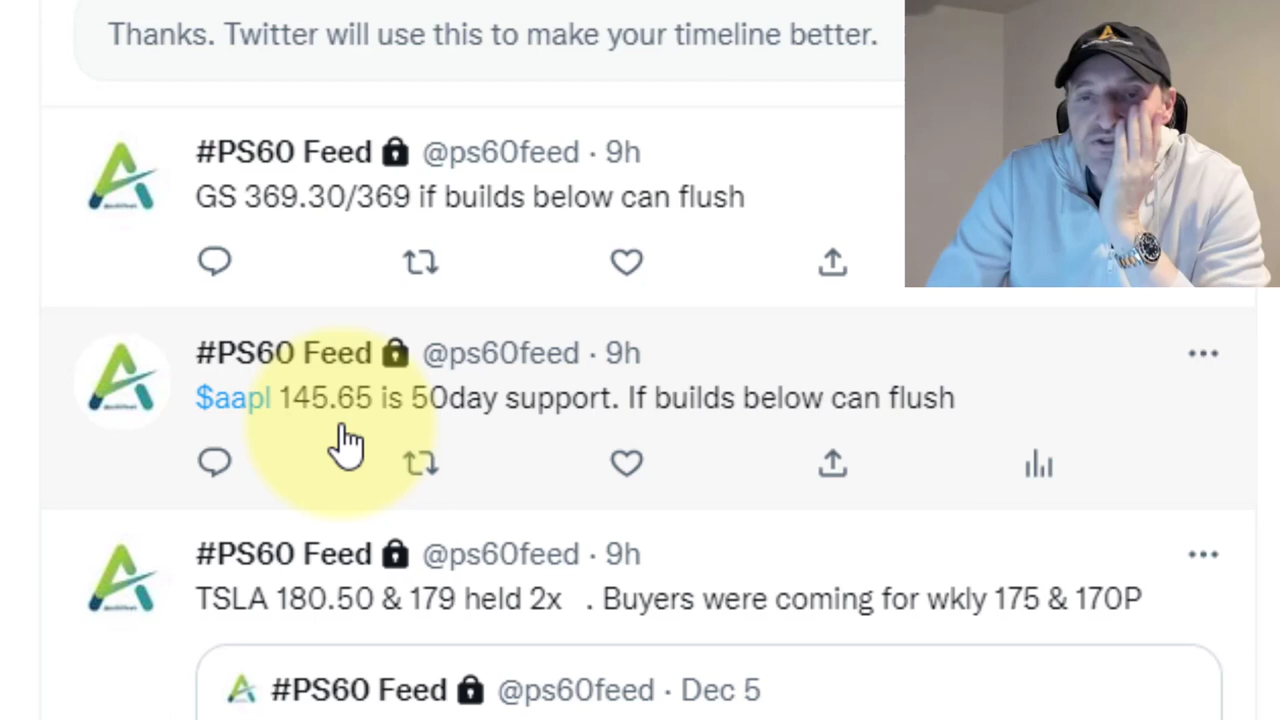 Thanks. Twitter will use this to make your timeline better.
#PS60 Feed @ps60feed · 9h
GS 369.30/369 if builds below can flush
#PS60 Feed @ps60feed · 9h
$aapl 145.65 is 50day support. If builds below can flush
#PS60 Feed @ps60feed · 9h
TSLA 180.50 & 179 held 2x . Buyers were coming for wkly 175 & 170P
#PS60 Feed @ps60feed · Dec 5